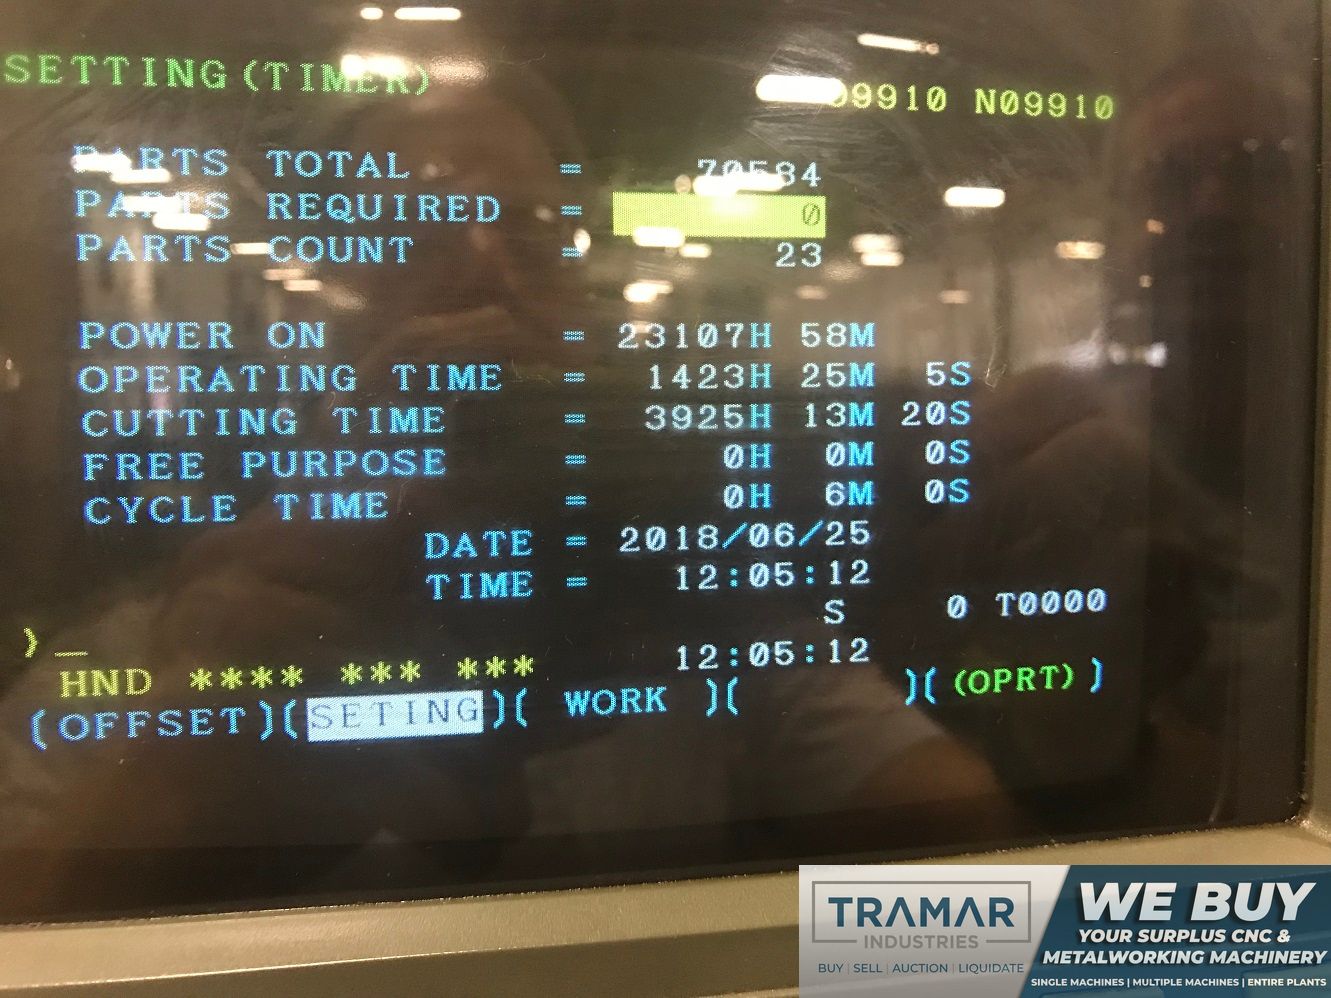 SETTING(TIMER)
O9910 N09910
PARTS TOTAL = 70584
PARTS REQUIRED = 0
PARTS COUNT = 23
POWER ON = 23107H 58M
OPERATING TIME = 1423H 25M 5S
CUTTING TIME = 3925H 13M 20S
FREE PURPOSE = 0H 0M 0S
CYCLE TIME = 0H 6M 0S
DATE = 2018/06/25
TIME = 12:05:12
S 0 T0000
)_
HND **** *** *** 12:05:12
(OFFSET)(SETING)( WORK )( )((OPRT))
TRAMAR
INDUSTRIES
BUY | SELL | AUCTION | LIQUIDATE
WE BUY
YOUR SURPLUS CNC &
METALWORKING MACHINERY
SINGLE MACHINES | MULTIPLE MACHINES | ENTIRE PLANTS